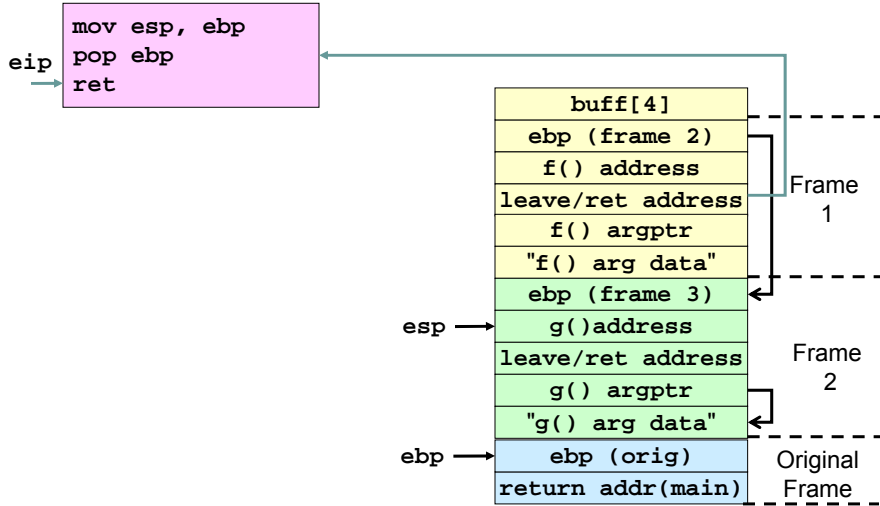 mov esp, ebp
pop ebp
eip
ret
buff[4]
ebp (frame 2)
f() address
leave/ret address
Frame
1
f() argptr
"f() arg data"
ebp (frame 3)
esp
g()address
leave/ret address
Frame
2
g() argptr
"g() arg data"
ebp
ebp (orig)
Original
Frame
return addr(main)